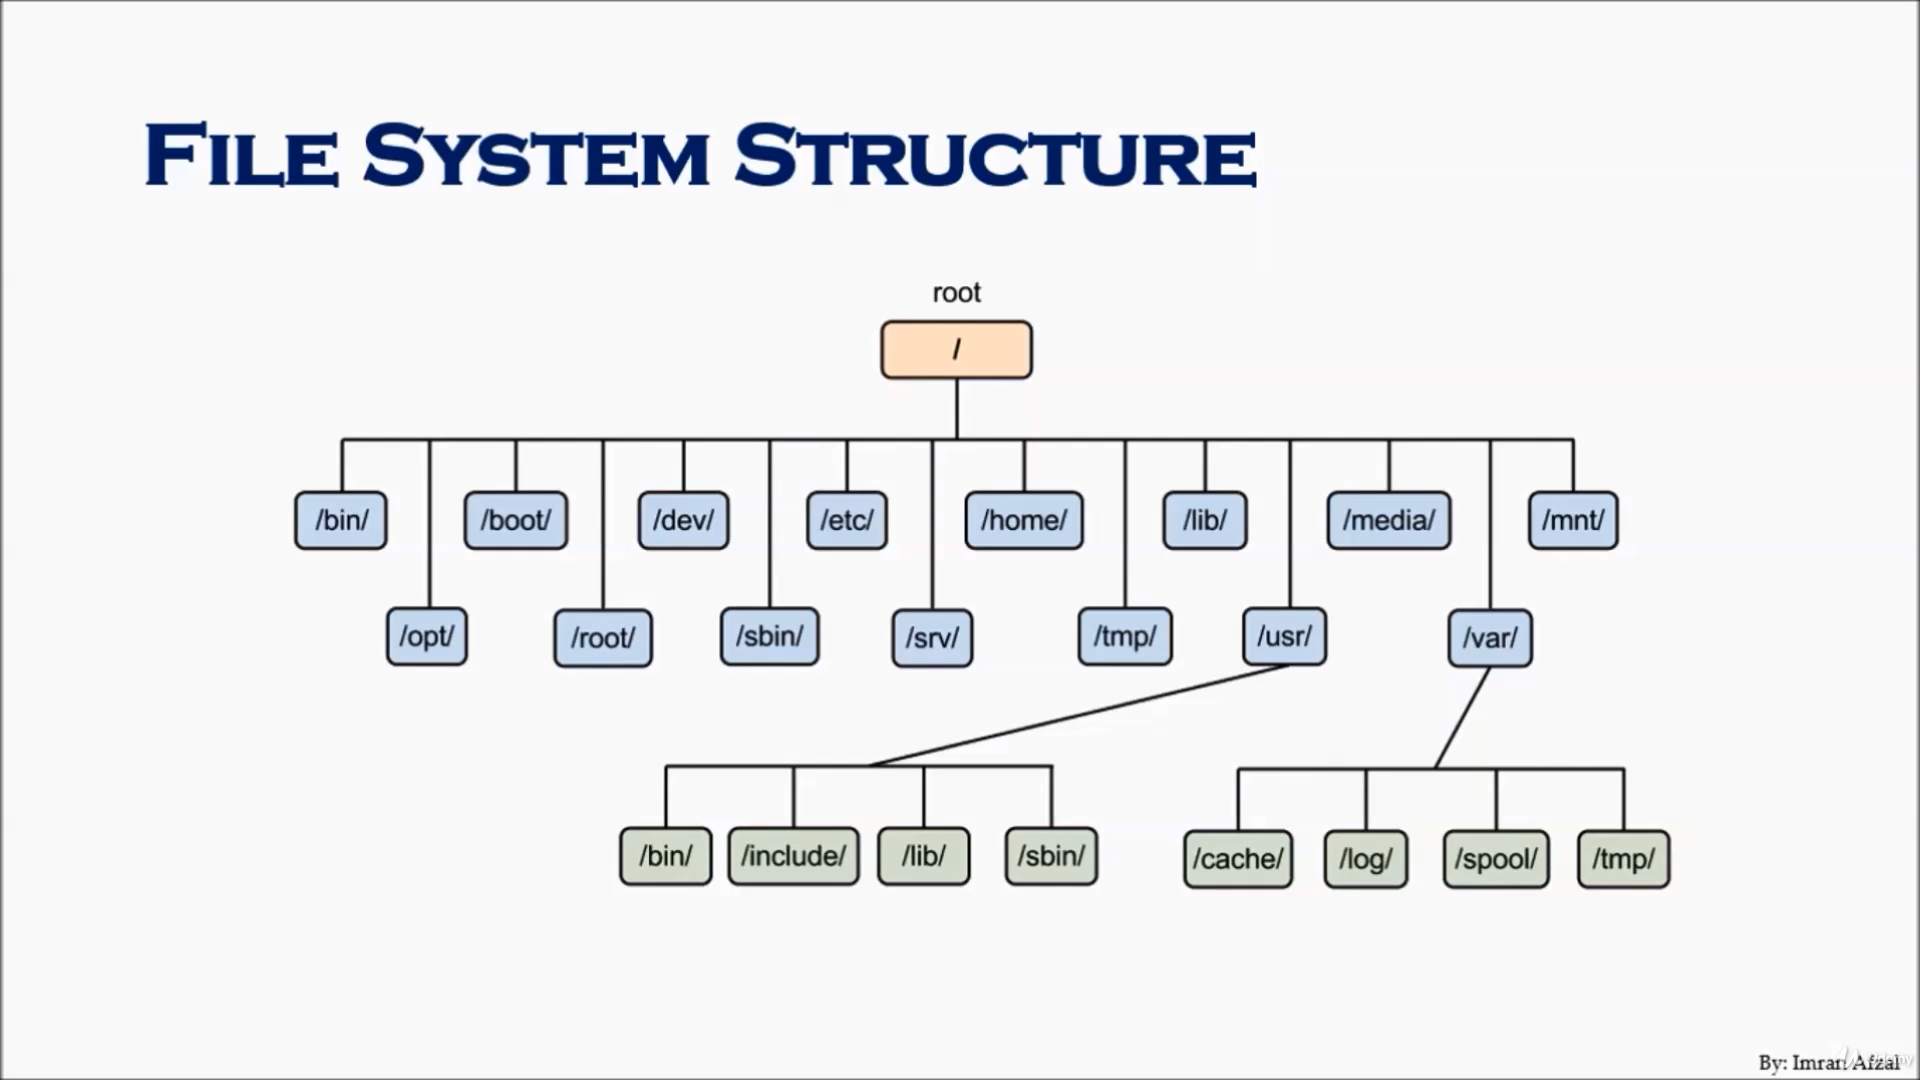 FILE SYSTEM STRUCTURE
root
/
/bin/ /boot/ /dev/ /etc/ /home/ /lib/ /media/ /mnt/
/opt/ /root/ /sbin/ /srv/ /tmp/ /usr/ /var/
/bin/ /include/ /lib/ /sbin/ /cache/ /log/ /spool/ /tmp/
By: Imran Afzal
Udemy